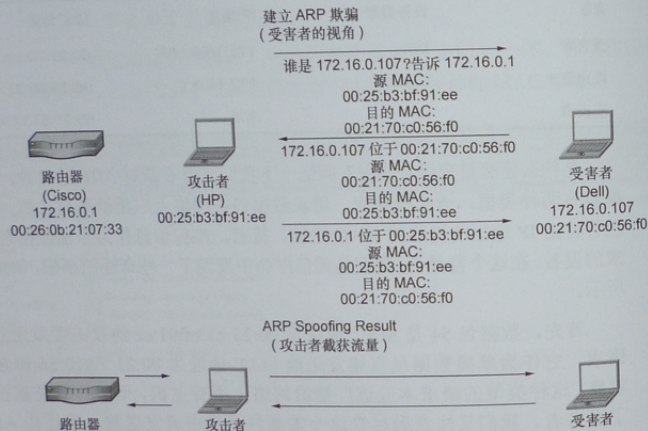 建立 ARP 欺骗
(受害者的视角)
谁是 172.16.0.107?告诉 172.16.0.1
源 MAC:
00:25:b3:bf:91:ee
目的 MAC:
00:21:70:c0:56:f0
172.16.0.107 位于 00:21:70:c0:56:f0
源 MAC:
00:21:70:c0:56:f0
目的 MAC:
00:25:b3:bf:91:ee
172.16.0.1 位于 00:25:b3:bf:91:ee
源 MAC:
00:25:b3:bf:91:ee
目的 MAC:
00:21:70:c0:56:f0
路由器
(Cisco)
172.16.0.1
00:26:0b:21:07:33
攻击者
(HP)
00:25:b3:bf:91:ee
受害者
(Dell)
172.16.0.107
00:21:70:c0:56:f0
ARP Spoofing Result
(攻击者截获流量)
路由器
攻击者
受害者